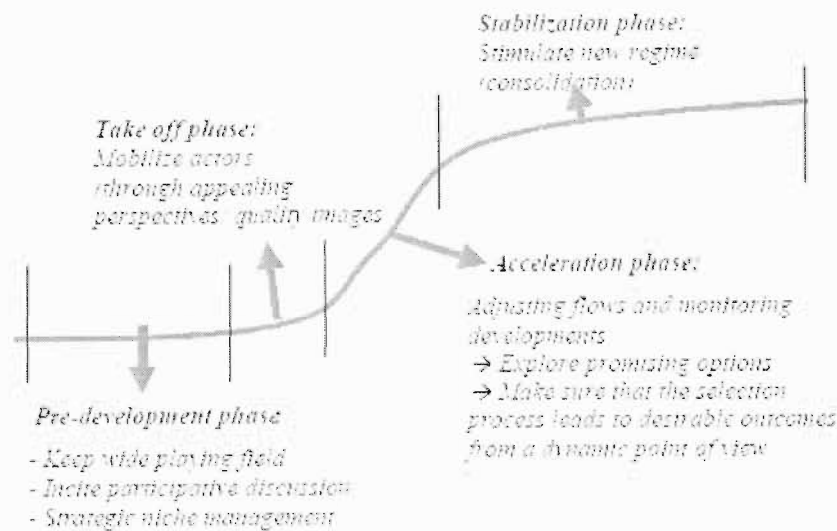 Stabilization phase:
Stimulate new regime
(consolidation)
Take off phase:
Mobilize actors
(through appealing
perspectives quality images
Acceleration phase:
Adjusting flows and monitoring
developments
→ Explore promising options
→ Make sure that the selection
process leads to desirable outcomes
from a dynamic point of view
Pre-development phase
- Keep wide playing field
- Incite participative discussion
- Strategic niche management